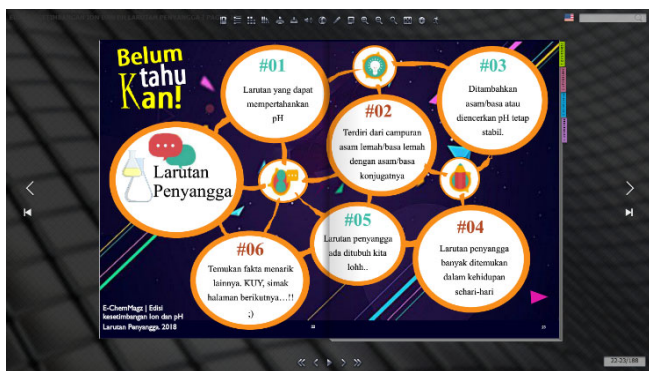 Belum
tahu
Kan!
#01
Larutan yang dapat
mempertahankan
pH
#02
Terdiri dari campuran
asam lemah/basa lemah
dengan asam/basa
konjugatnya
#03
Ditambahkan
asam/basa atau
diencerkan pH tetap
stabil.
Larutan
Penyangga
#05
Larutan penyangga
ada ditubuh kita
lohh..
#04
Larutan penyangga
banyak ditemukan
dalam kehidupan
sehari-hari
#06
Temukan fakta menarik
lainnya. KUY, simak
halaman berikutnya…!!
;)
E-ChemMagz | Edisi
kesetimbangan Ion dan pH
Larutan Penyangga. 2018
22
23
22-23/188